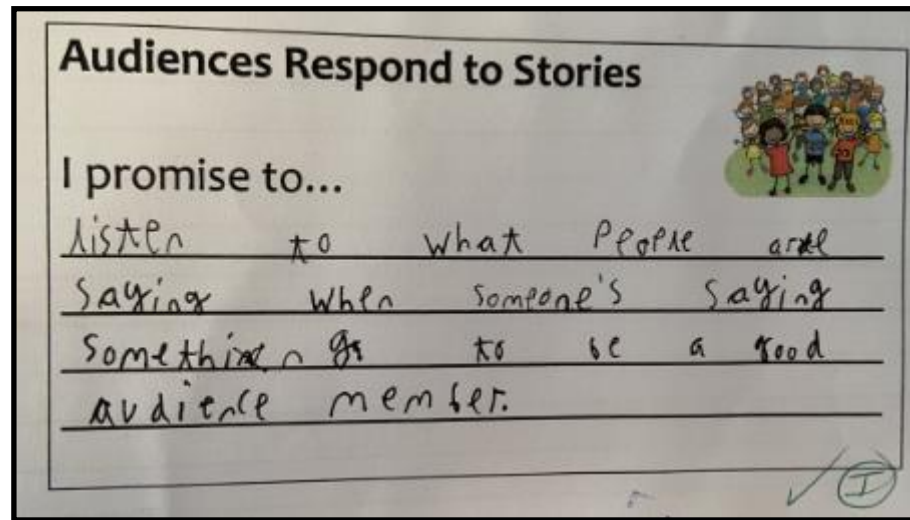 Audiences Respond to Stories
I promise to...
listen to what people are
saying when someone's saying
something to be a good
audience member.
I